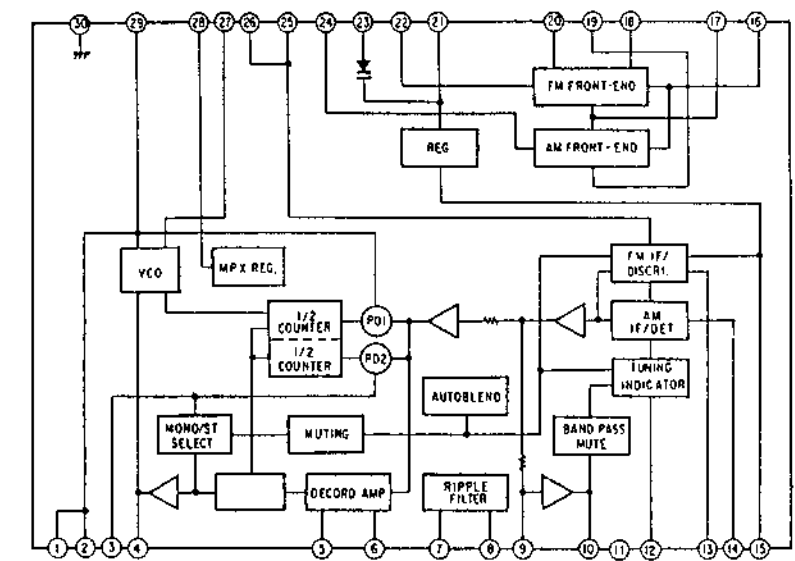 30 29 28 27 26 25 24 23 22 21 20 19 18 17 16
FM FRONT-END
REG
AM FRONT-END
VCO
MPX REG.
FM IF/
DISCRI.
1/2
COUNTER
PD1
AM
IF/DET
1/2
COUNTER
PD2
TUNING
INDICATOR
AUTOBLEND
MONO/ST
SELECT
MUTING
BAND PASS
MUTE
DECORD AMP
RIPPLE
FILTER
1 2 3 4 5 6 7 8 9 10 11 12 13 14 15